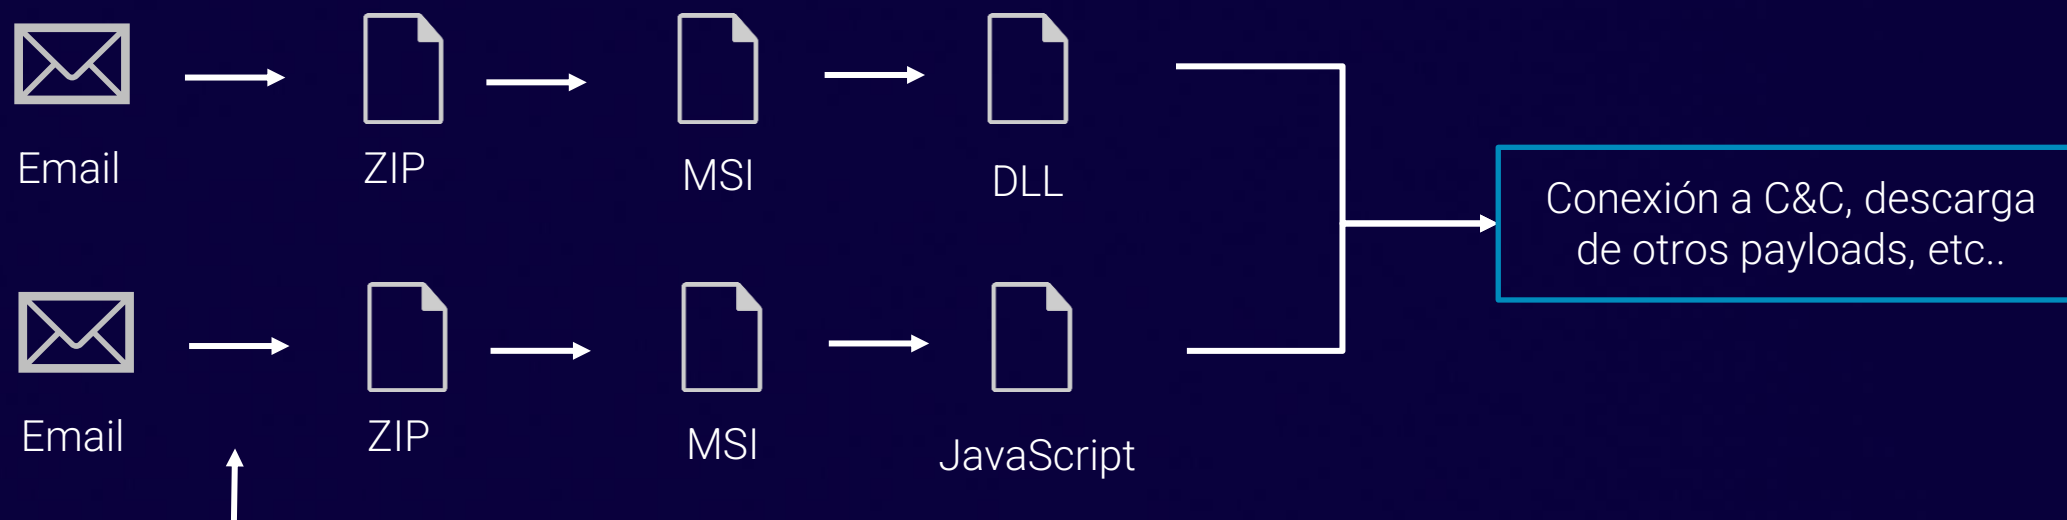 Email
ZIP
MSI
DLL
Conexión a C&C, descarga
de otros payloads, etc..
Email
ZIP
MSI
JavaScript